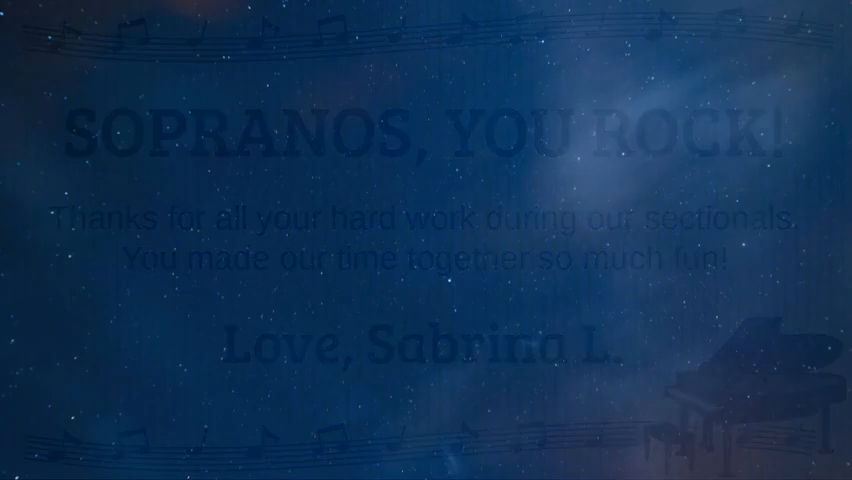 SOPRANOS, YOU ROCK!
Thanks for all your hard work during our sectionals.
You made our time together so much fun!
Love, Sabrina L.